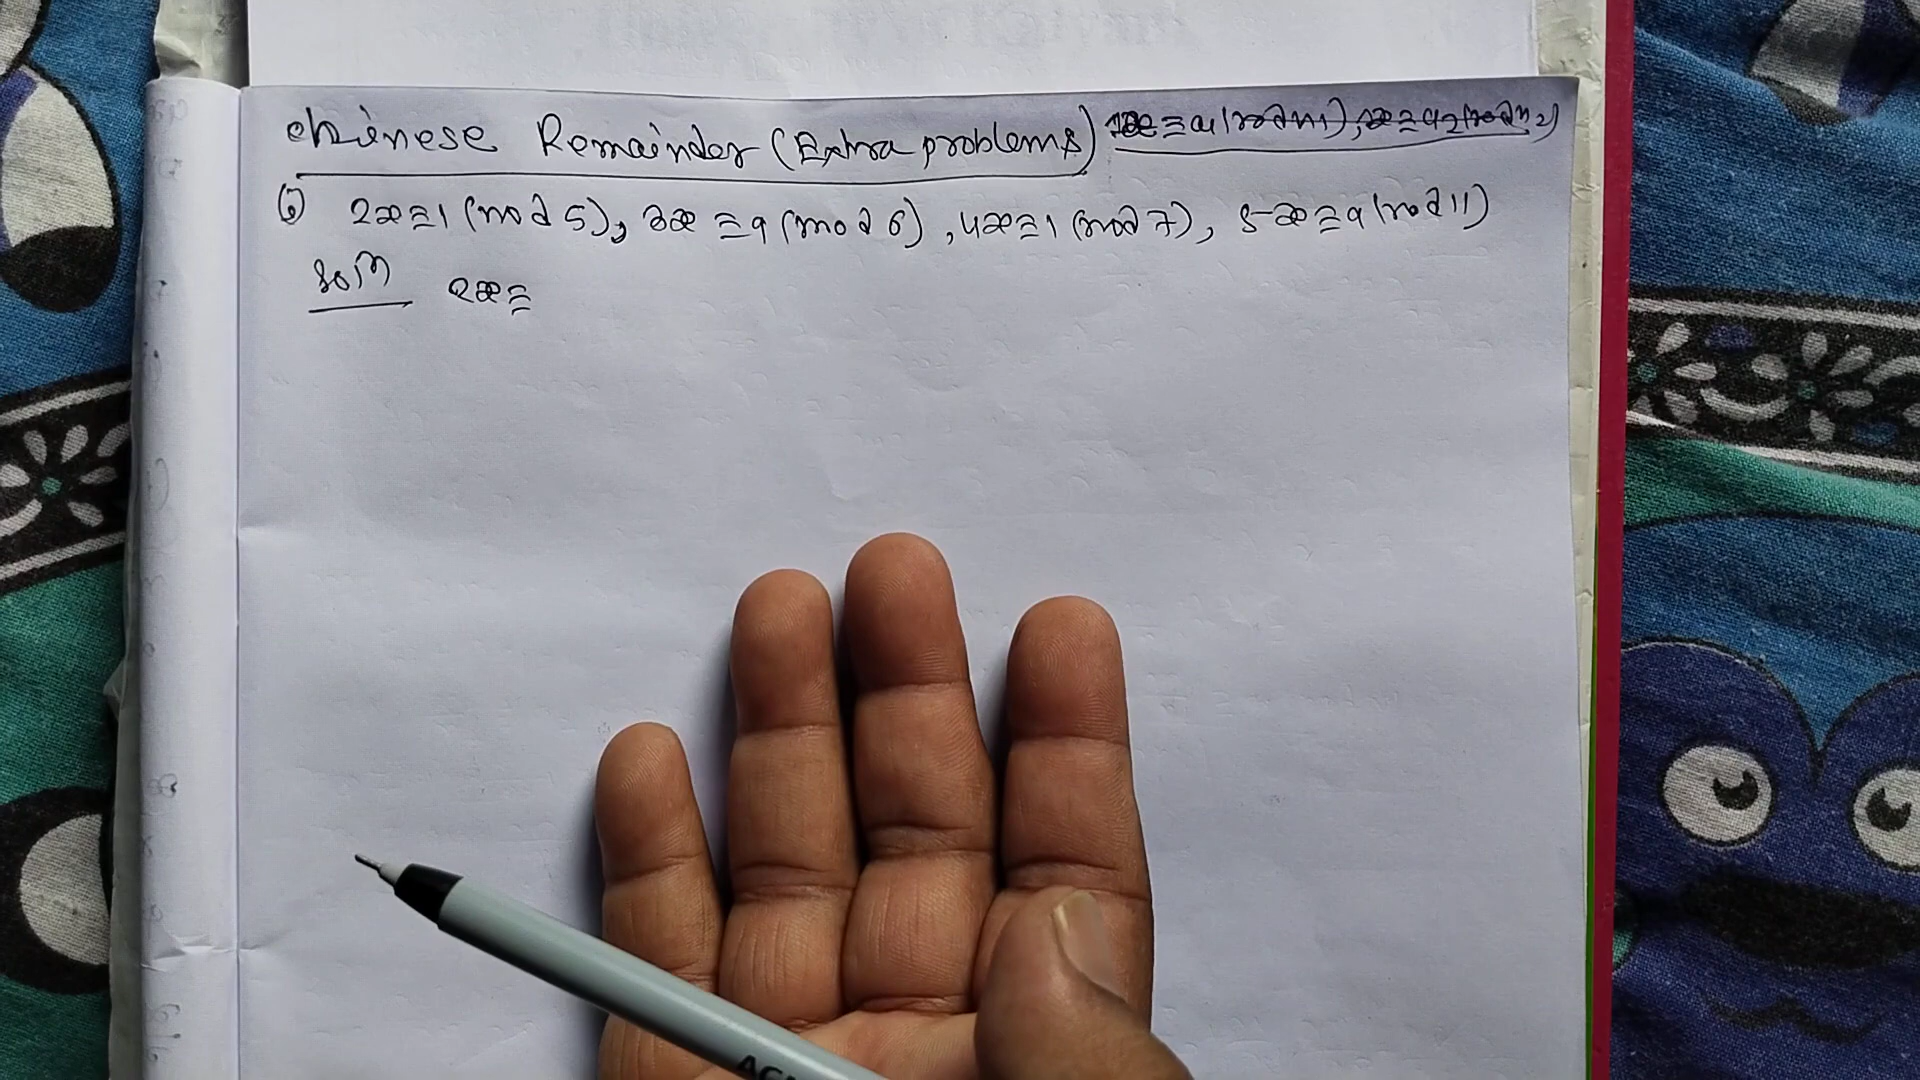 Chinese Remainder (Extra problems) x≡a1(mod n1), x≡a2(mod n2)
(i) 2x≡1 (mod 5), 3x≡9 (mod 6), 4x≡1 (mod 7), 5x≡9 (mod 11)
soln 2x≡
AC